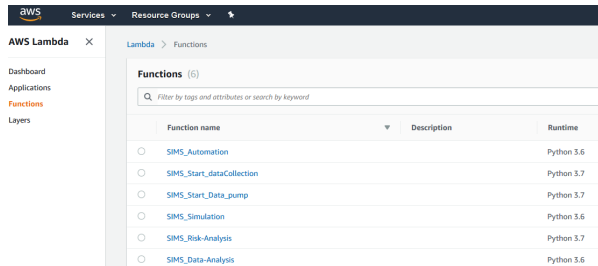 aws Services Resource Groups
AWS Lambda
Lambda > Functions
Dashboard
Applications
Functions
Layers
Functions (6)
Filter by tags and attributes or search by keyword
Function name Description Runtime
SIMS_Automation Python 3.6
SIMS_Start_dataCollection Python 3.7
SIMS_Start_Data_pump Python 3.7
SIMS_Simulation Python 3.6
SIMS_Risk-Analysis Python 3.7
SIMS_Data-Analysis Python 3.6